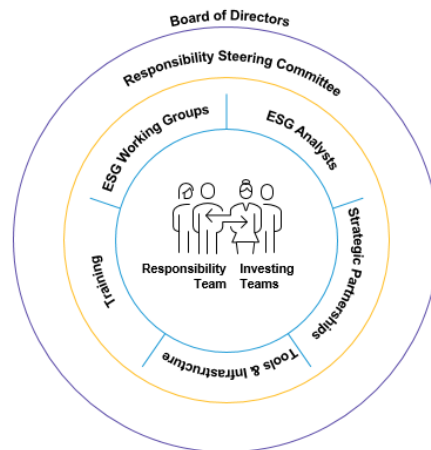 Board of Directors
Responsibility Steering Committee
ESG Working Groups
ESG Analysts
Strategic Partnerships
Tools & Infrastructure
Training
Responsibility Team
Investing Teams